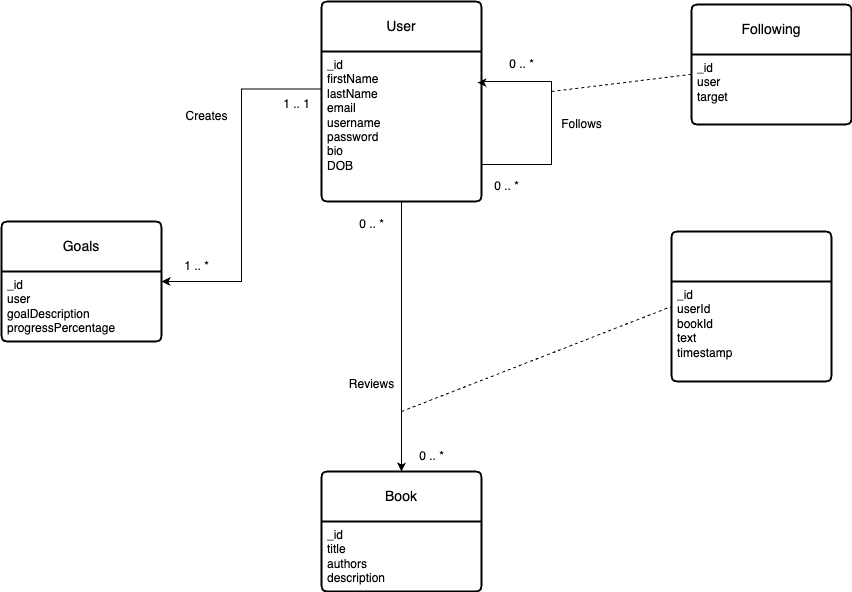 User
_id
firstName
lastName
email
username
password
bio
DOB
Following
_id
user
target
0 .. *
Follows
0 .. *
Creates
1 .. 1
1 .. *
Goals
_id
user
goalDescription
progressPercentage
0 .. *
Reviews
0 .. *
_id
userId
bookId
text
timestamp
Book
_id
title
authors
description